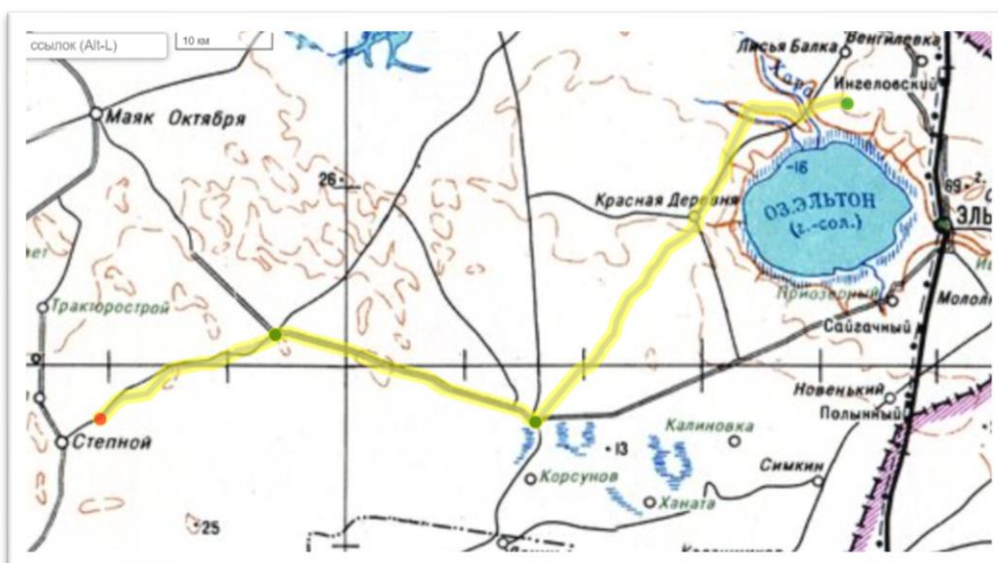 ссылок (Alt-L)
10 км
Лисья Балка
Венгиловка
Хара
Ингеловский
Маяк Октября
-16
26
Красная Деревня
ОЗ.ЭЛЬТОН
(г.-сол.)
69
г.
ЭЛЬ
Тракторострой
Приозерный
Сайгачный
Новенький
Полынный
Калиновка
Степной
13
Симкин
Корсунов
Ханата
25